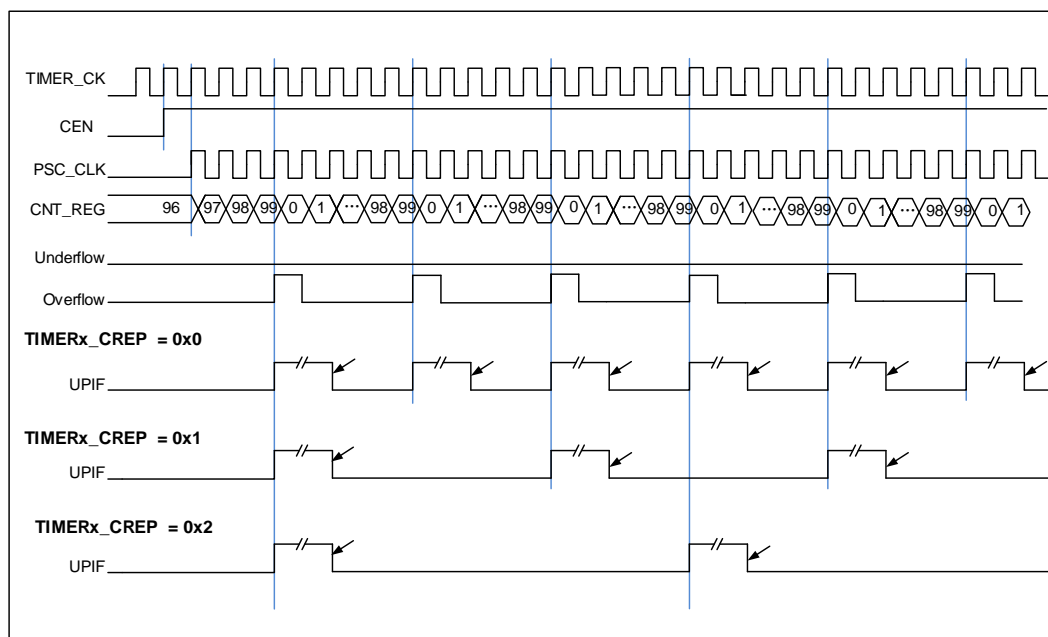 TIMER_CK
CEN
PSC_CLK
CNT_REG 96 97 98 99 0 1 ... 98 99 0 1 ... 98 99 0 1 ... 98 99 0 1 ... 98 99 0 1 ... 98 99 0 1
Underflow
Overflow
TIMERx_CREP = 0x0
UPIF
TIMERx_CREP = 0x1
UPIF
TIMERx_CREP = 0x2
UPIF